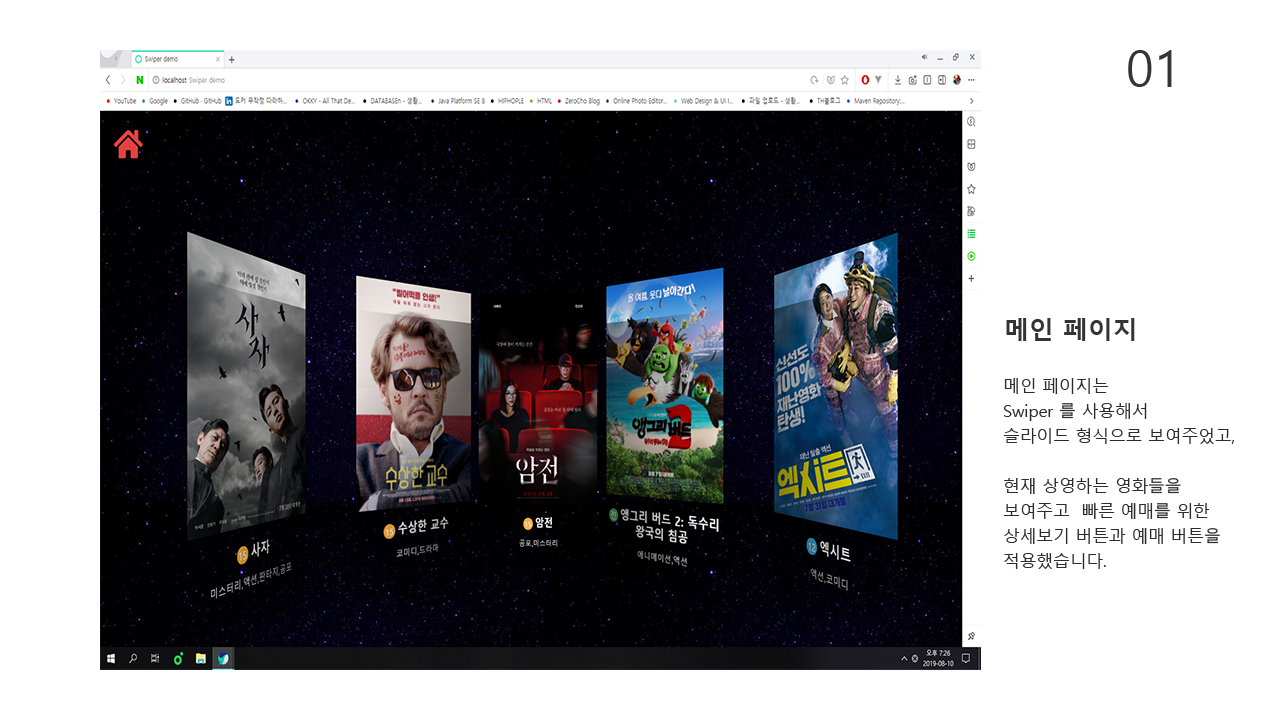 01
Swiper demo
localhost Swiper demo
YouTube
Google
GitHub · GitHub
도커 무작정 따라하...
OKKY - All That De...
DATABASEn - 생활...
Java Platform SE 8
HIPHOPLE
HTML
ZeroCho Blog
Online Photo Editor...
Web Design & UI I...
파일 업로드 - 생활...
TH블로그
Maven Repository:...
사자
15 사자
미스터리,액션,판타지,공포
"씹어먹을 인생!"
수상한 교수
15 수상한 교수
코미디,드라마
암전
15 암전
공포,미스터리
올 여름, 웃다 날아간다!
앵그리 버드 2
앵그리 버드 2: 독수리
왕국의 침공
애니메이션,액션
신선도
100%
재난영화
탄생!
재난 탈출 액션
엑시트
EXIT
7월 31일 대개봉
12 엑시트
액션,코미디
메인 페이지
메인 페이지는
Swiper 를 사용해서
슬라이드 형식으로 보여주었고,
현재 상영하는 영화들을
보여주고 빠른 예매를 위한
상세보기 버튼과 예매 버튼을
적용했습니다.
오후 7:26
2019-08-10